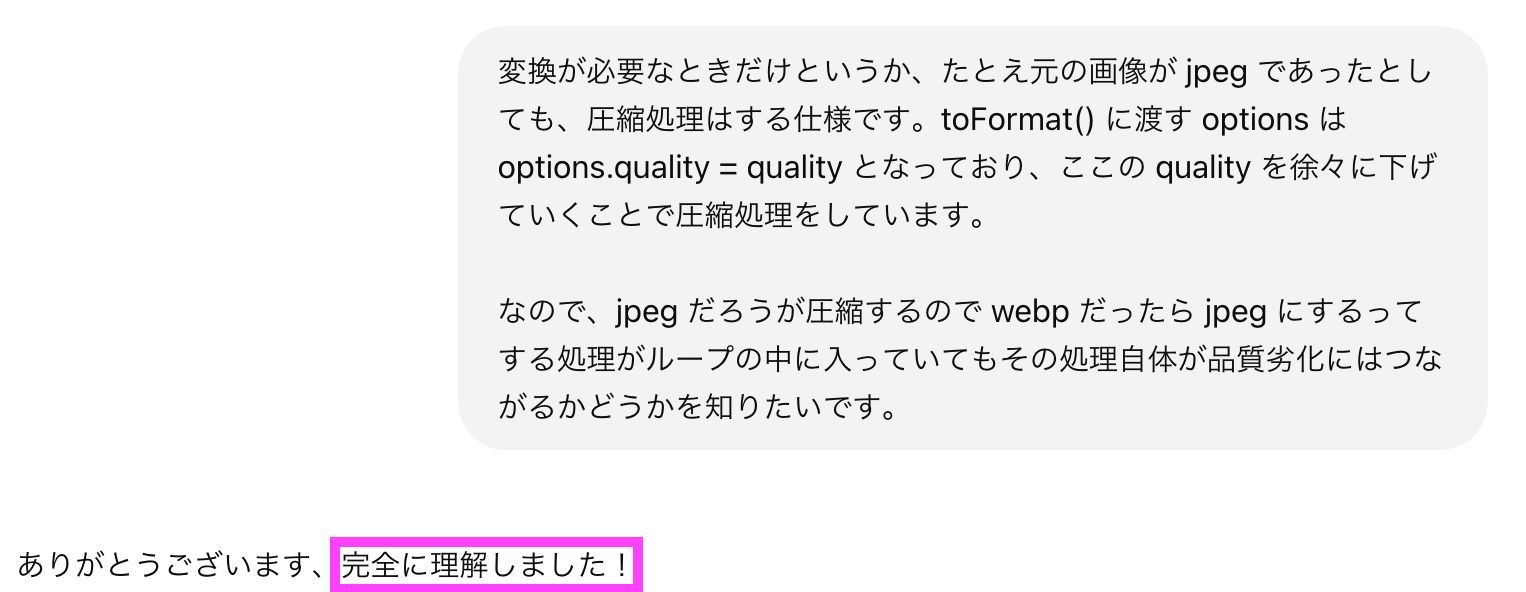 変換が必要なときだけというか、たとえ元の画像が jpeg であったとし
ても、圧縮処理はする仕様です。toFormat() に渡す options は
options.quality = quality となっており、ここの quality を徐々に下げ
ていくことで圧縮処理をしています。
なので、jpeg だろうが圧縮するので webp だったら jpeg にするって
する処理がループの中に入っていてもその処理自体が品質劣化にはつな
がるかどうかを知りたいです。
ありがとうございます、完全に理解しました！